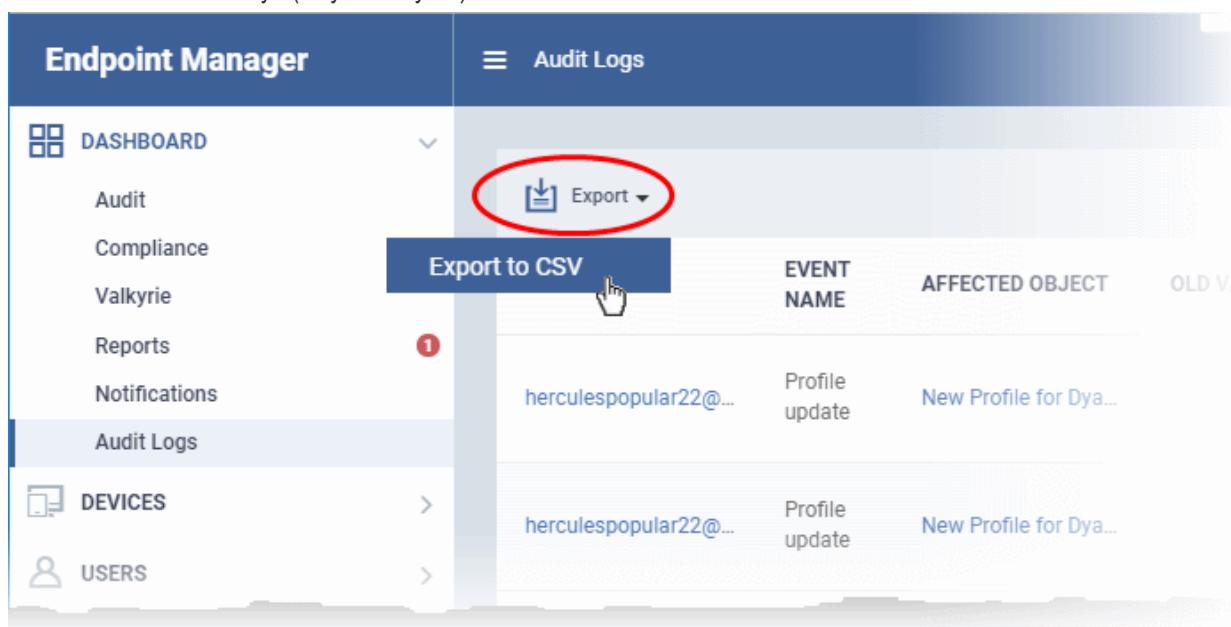 Endpoint Manager
Audit Logs
DASHBOARD
Audit
Compliance
Valkyrie
Reports
1
Notifications
Audit Logs
DEVICES
USERS
Export
Export to CSV
EVENT
NAME
AFFECTED OBJECT
OLD
herculespopular22@...
Profile
update
New Profile for Dya...
herculespopular22@...
Profile
update
New Profile for Dya...